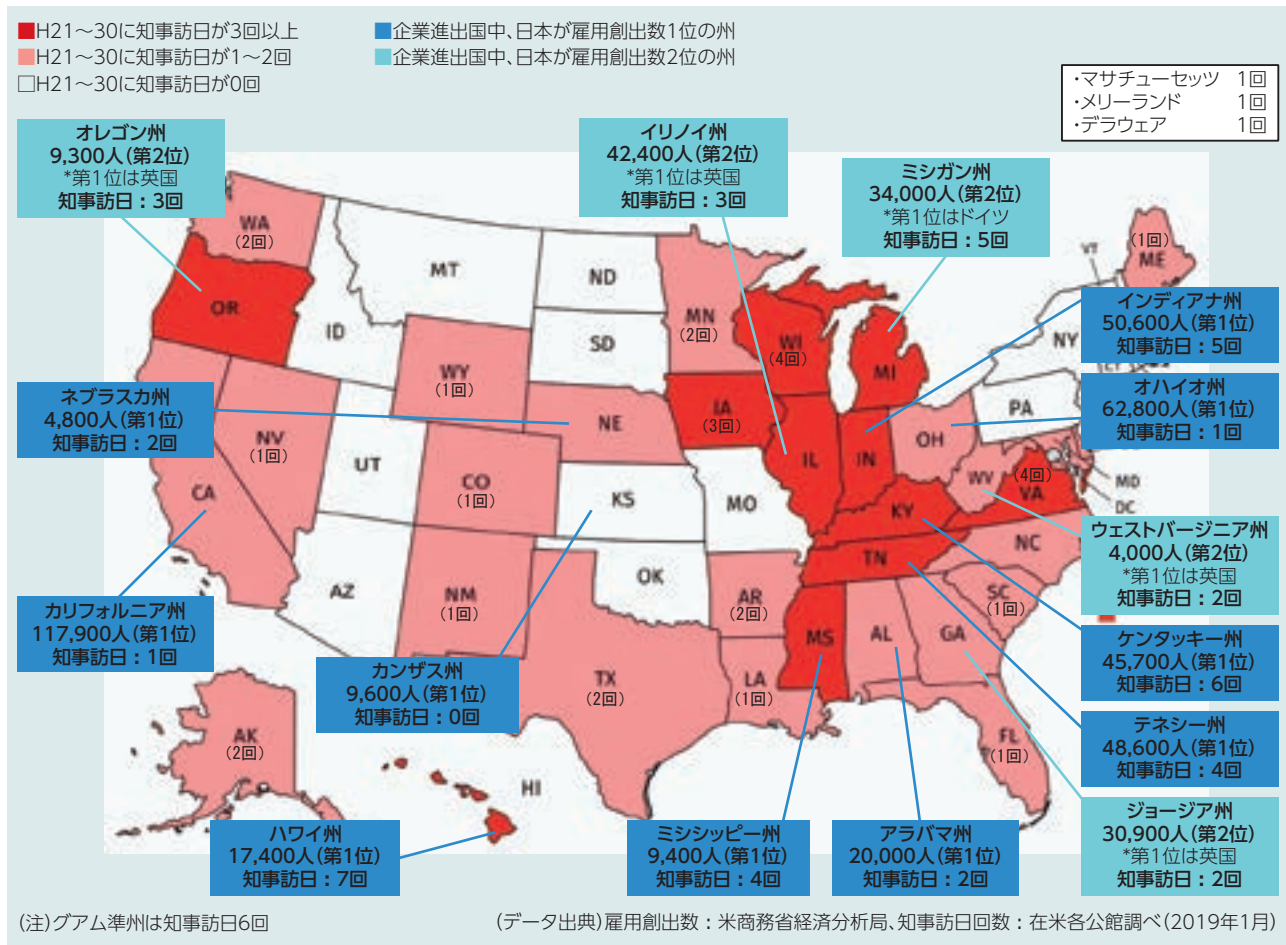 ■H21～30に知事訪日が3回以上
■H21～30に知事訪日が1～2回
□H21～30に知事訪日が0回
■企業進出国中、日本が雇用創出数1位の州
■企業進出国中、日本が雇用創出数2位の州
・マサチューセッツ 1回
・メリーランド 1回
・デラウェア 1回
オレゴン州
9,300人(第2位)
*第1位は英国
知事訪日：3回
イリノイ州
42,400人(第2位)
*第1位は英国
知事訪日：3回
ミシガン州
34,000人(第2位)
*第1位はドイツ
知事訪日：5回
インディアナ州
50,600人(第1位)
知事訪日：5回
オハイオ州
62,800人(第1位)
知事訪日：1回
ネブラスカ州
4,800人(第1位)
知事訪日：2回
ウェストバージニア州
4,000人(第2位)
*第1位は英国
知事訪日：2回
カリフォルニア州
117,900人(第1位)
知事訪日：1回
カンザス州
9,600人(第1位)
知事訪日：0回
ケンタッキー州
45,700人(第1位)
知事訪日：6回
テネシー州
48,600人(第1位)
知事訪日：4回
ジョージア州
30,900人(第2位)
*第1位は英国
知事訪日：2回
ハワイ州
17,400人(第1位)
知事訪日：7回
ミシシッピー州
9,400人(第1位)
知事訪日：4回
アラバマ州
20,000人(第1位)
知事訪日：2回
WA
(2回)
OR
MT
ID
ND
SD
MN
(2回)
WI
(4回)
MI
VT
(1回)
ME
NY
WY
(1回)
NE
IA
(3回)
PA
NV
(1回)
UT
CA
CO
(1回)
KS
MO
IL
IN
OH
WV
(4回)
VA
MD
DC
KY
NC
TN
AZ
NM
(1回)
OK
AR
(2回)
SC
(1回)
MS
AL
GA
TX
(2回)
LA
(1回)
FL
(1回)
AK
(2回)
HI
(注)グアム準州は知事訪日6回
(データ出典)雇用創出数：米商務省経済分析局、知事訪日回数：在米各公館調べ(2019年1月)